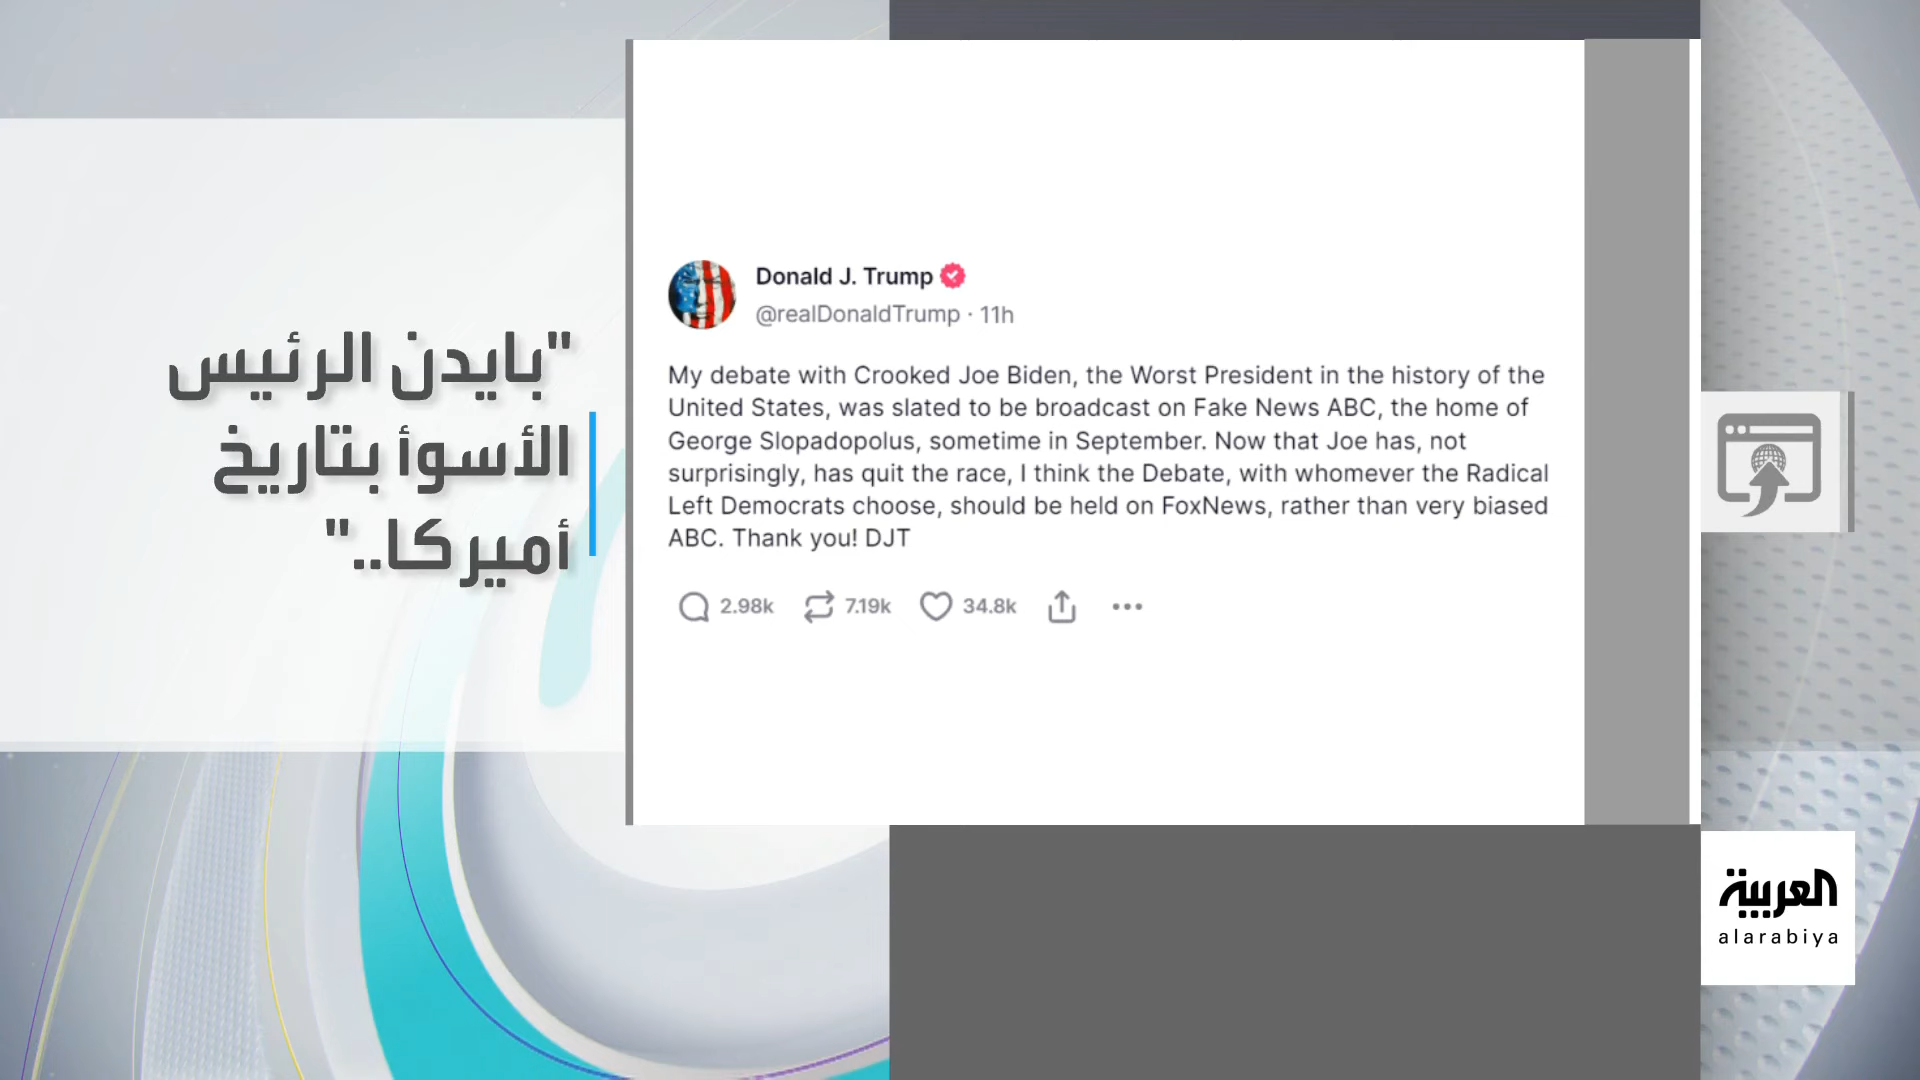 "بايدن الرئيس
الأسوأ بتاريخ
أميركا.."
Donald J. Trump
@realDonaldTrump · 11h
My debate with Crooked Joe Biden, the Worst President in the history of the
United States, was slated to be broadcast on Fake News ABC, the home of
George Slopadopolus, sometime in September. Now that Joe has, not
surprisingly, has quit the race, I think the Debate, with whomever the Radical
Left Democrats choose, should be held on FoxNews, rather than very biased
ABC. Thank you! DJT
2.98k 7.19k 34.8k
العربية
alarabiya